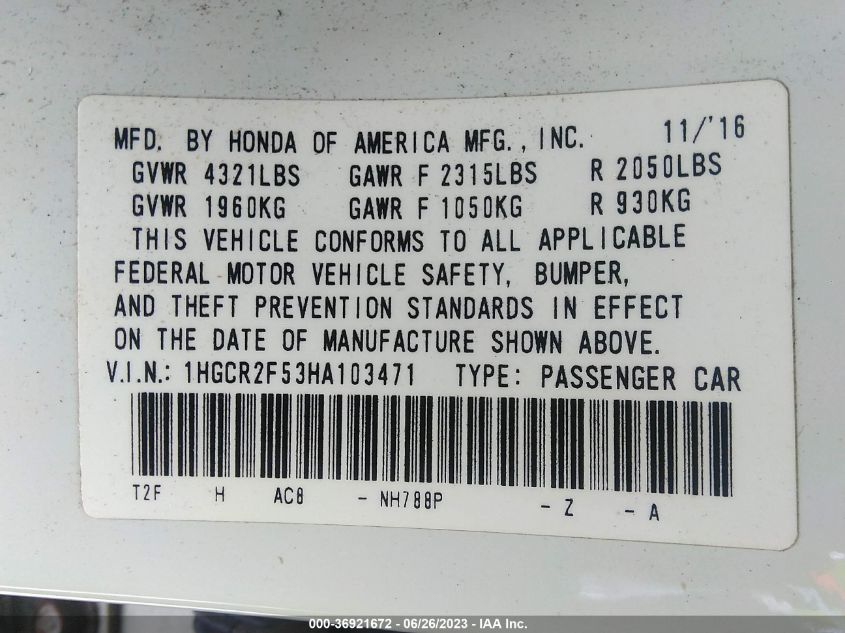 MFD. BY HONDA OF AMERICA MFG., INC. 11/'16
GVWR 4321LBS GAWR F 2315LBS R 2050LBS
GVWR 1960KG GAWR F 1050KG R 930KG
THIS VEHICLE CONFORMS TO ALL APPLICABLE
FEDERAL MOTOR VEHICLE SAFETY, BUMPER,
AND THEFT PREVENTION STANDARDS IN EFFECT
ON THE DATE OF MANUFACTURE SHOWN ABOVE.
V.I.N.: 1HGCR2F53HA103471 TYPE: PASSENGER CAR
T2F H AC8 - NH788P - Z - A
000-36921672 - 06/26/2023 - IAA Inc.